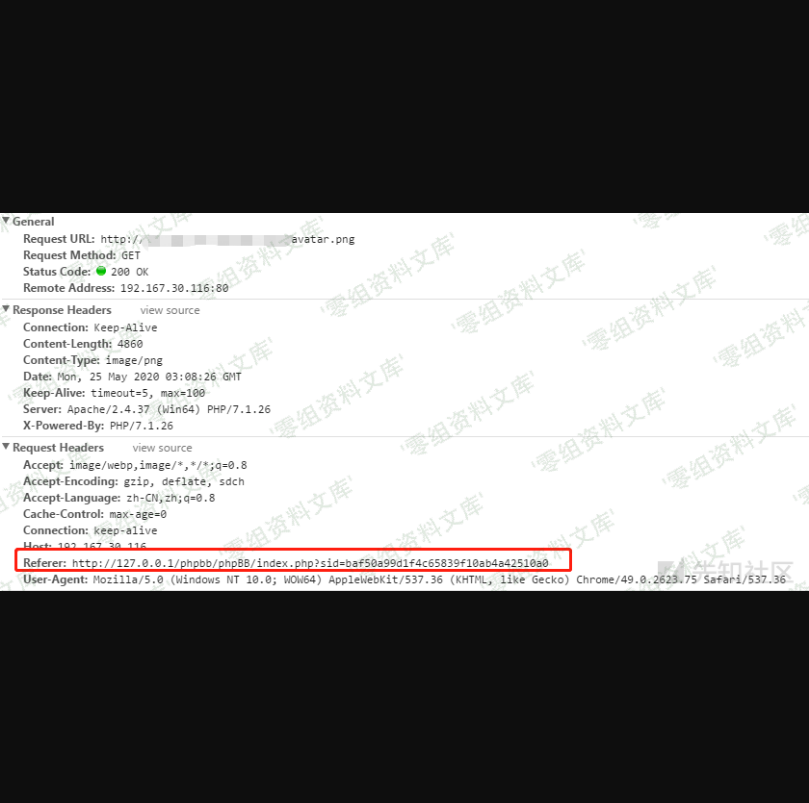 General
Request URL: http:// avatar.png
Request Method: GET
Status Code: 200 OK
Remote Address: 192.167.30.116:80
Response Headers view source
Connection: Keep-Alive
Content-Length: 4860
Content-Type: image/png
Date: Mon, 25 May 2020 03:08:26 GMT
Keep-Alive: timeout=5, max=100
Server: Apache/2.4.37 (Win64) PHP/7.1.26
X-Powered-By: PHP/7.1.26
Request Headers view source
Accept: image/webp,image/*,*/*;q=0.8
Accept-Encoding: gzip, deflate, sdch
Accept-Language: zh-CN,zh;q=0.8
Cache-Control: max-age=0
Connection: keep-alive
Host: 192.167.30.116
Referer: http://127.0.0.1/phpbb/phpBB/index.php?sid=baf50a99d1f4c65839f10ab4a42510a0
User-Agent: Mozilla/5.0 (Windows NT 10.0; WOW64) AppleWebKit/537.36 (KHTML, like Gecko) Chrome/49.0.2623.75 Safari/537.36
零组资料文库
先知社区